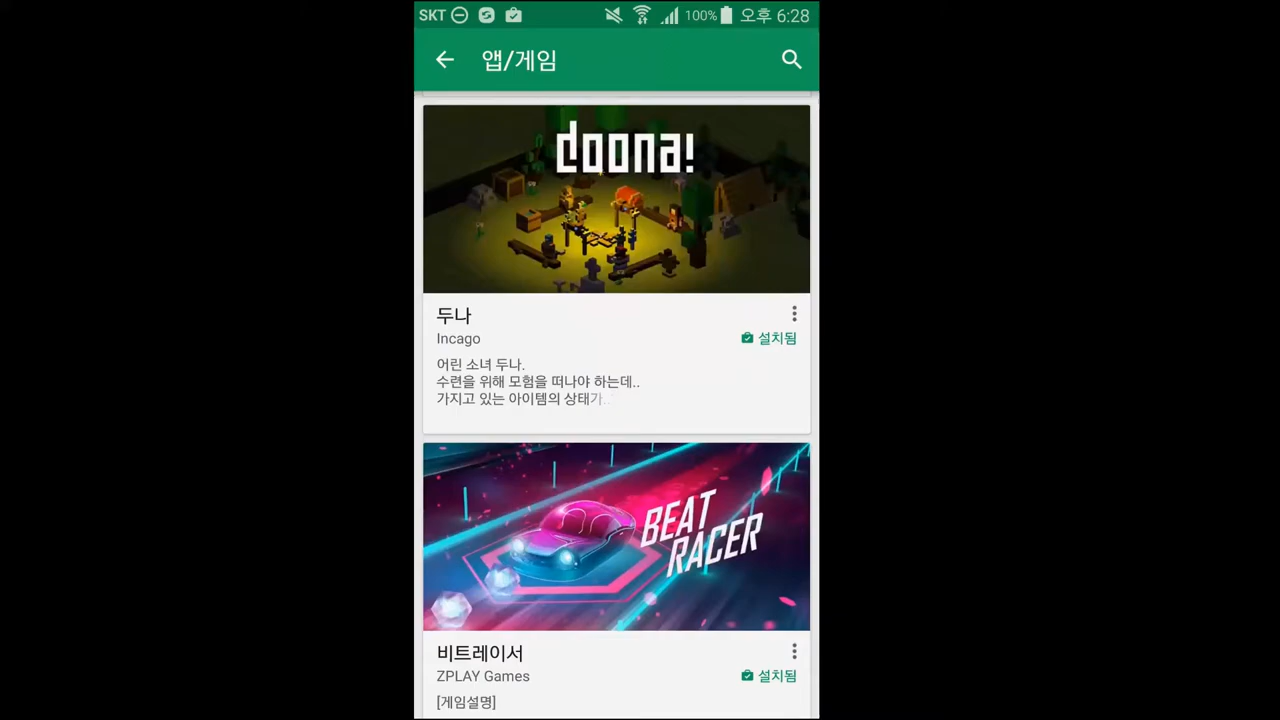 SKT 100% 오후 6:28
앱/게임
doona!
두나
Incago 설치됨
어린 소녀 두나.
수련을 위해 모험을 떠나야 하는데..
가지고 있는 아이템의 상태가..
BEAT
RACER
비트레이서
ZPLAY Games 설치됨
[게임설명]